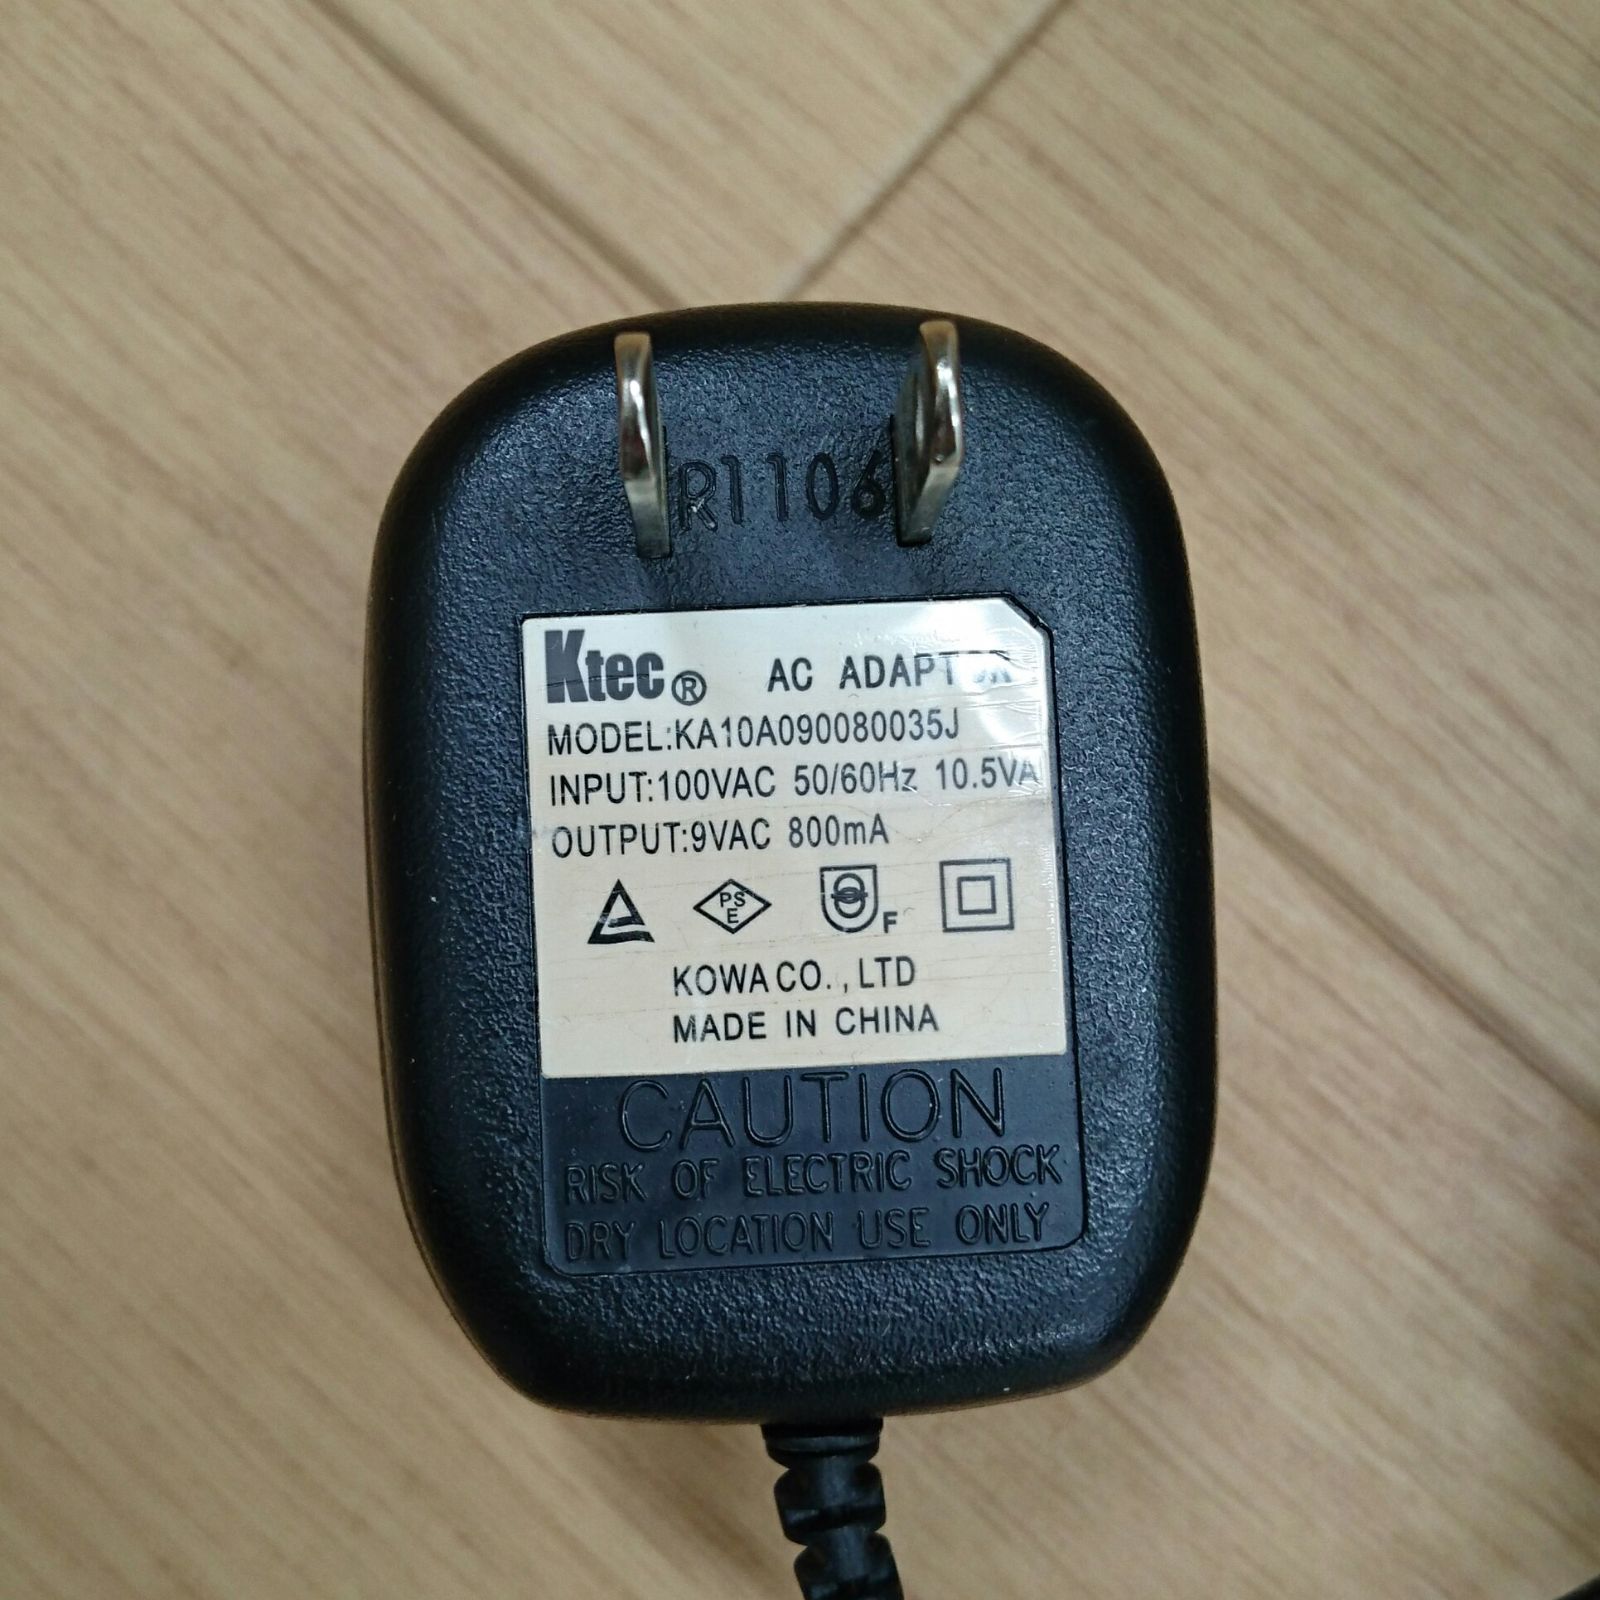 R1106
Ktec® AC ADAPTOR
MODEL:KA10A090080035J
INPUT:100VAC 50/60Hz 10.5VA
OUTPUT:9VAC 800mA
PS E F
KOWA CO.,LTD
MADE IN CHINA
CAUTION
RISK OF ELECTRIC SHOCK
DRY LOCATION USE ONLY